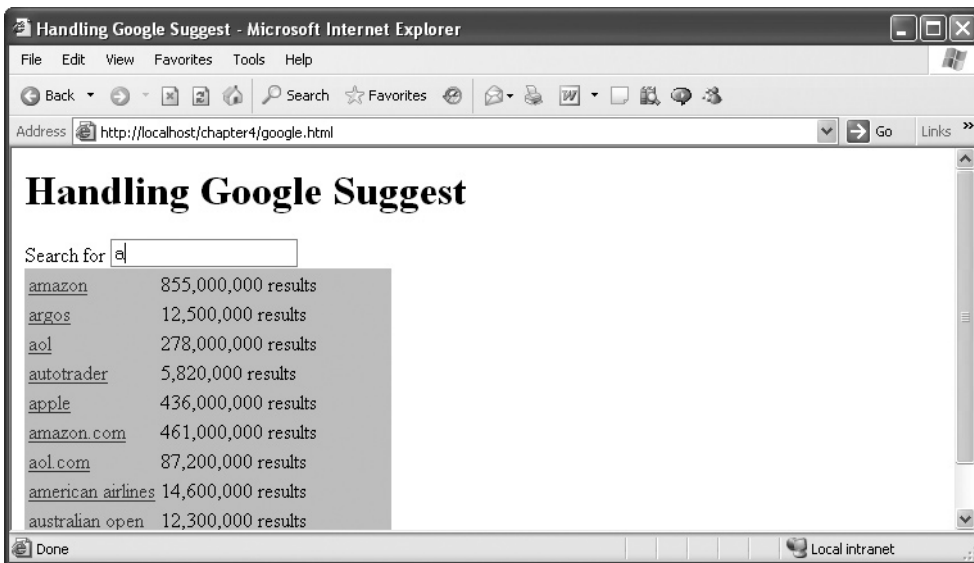 Handling Google Suggest - Microsoft Internet Explorer
File Edit View Favorites Tools Help
Back Search Favorites
Address http://localhost/chapter4/google.html Go Links »
Handling Google Suggest
Search for a
amazon 855,000,000 results
argos 12,500,000 results
aol 278,000,000 results
autotrader 5,820,000 results
apple 436,000,000 results
amazon.com 461,000,000 results
aol.com 87,200,000 results
american airlines 14,600,000 results
australian open 12,300,000 results
Done Local intranet